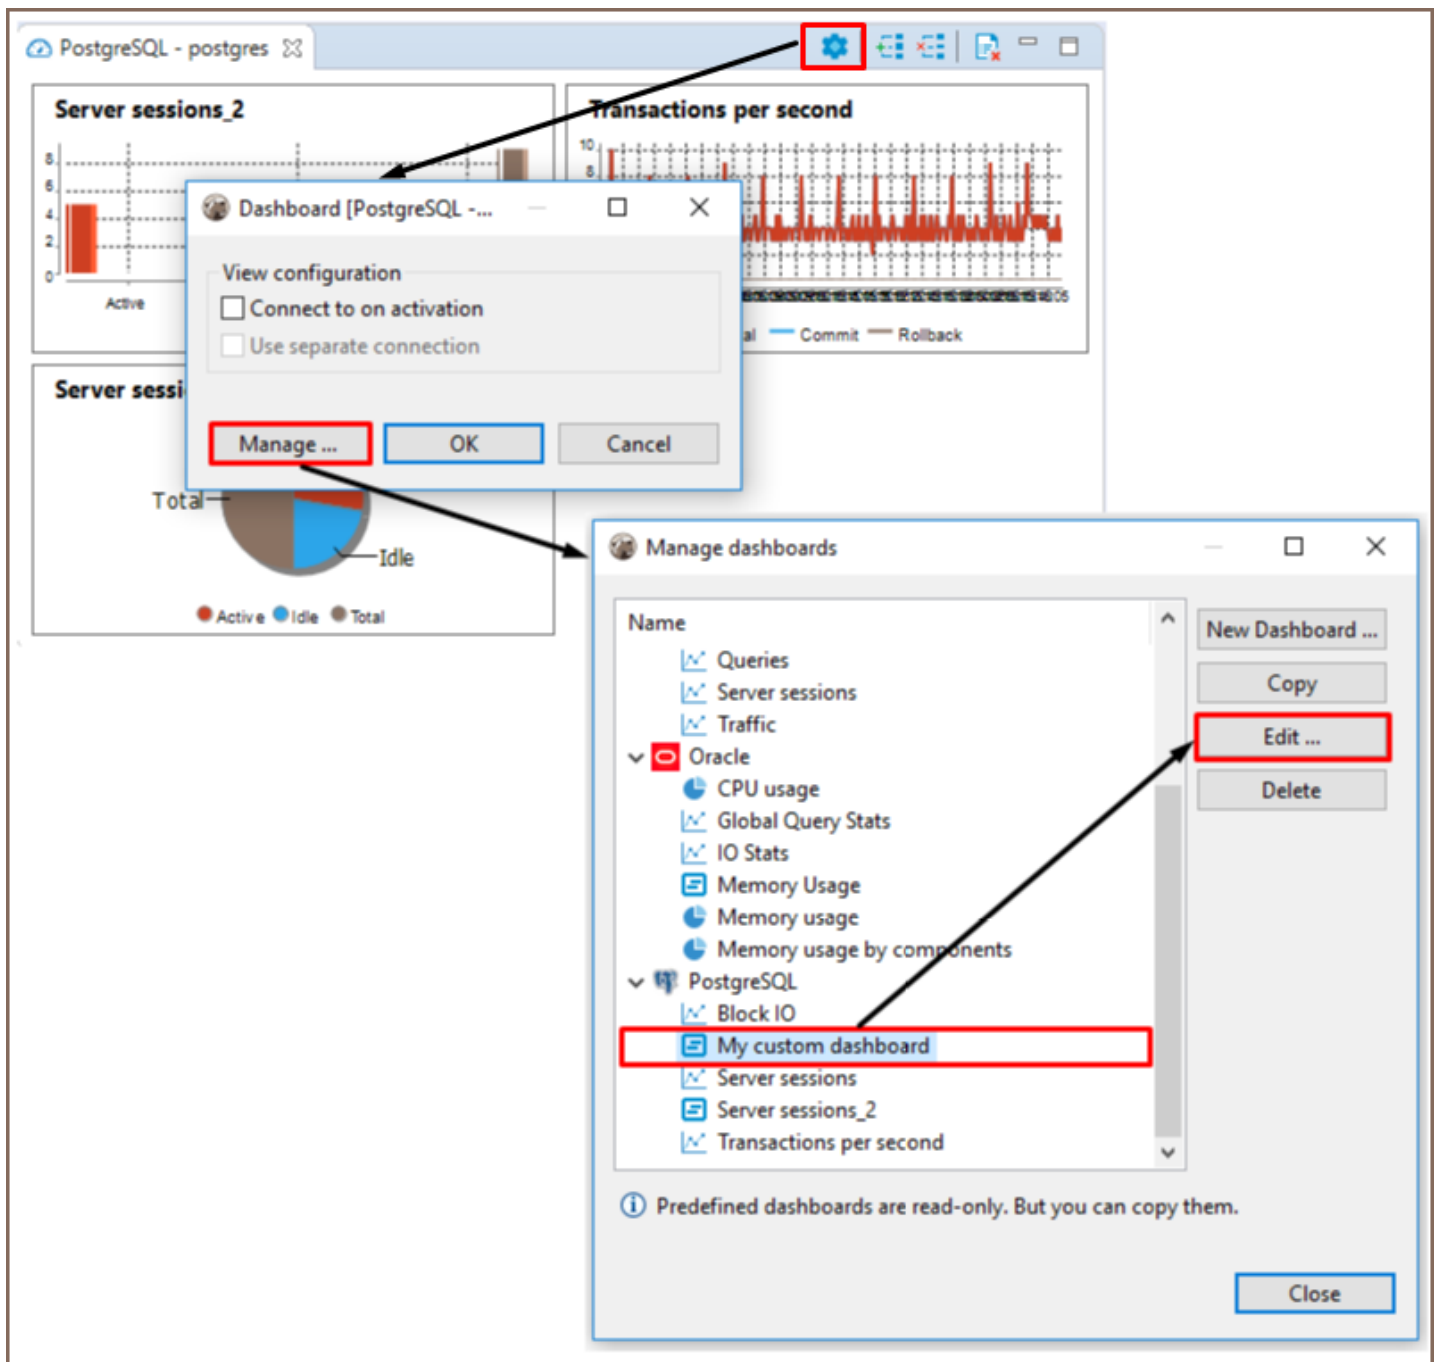 PostgreSQL - postgres
Server sessions_2
8
6
4
2
0
Active
Transactions per second
10
8
Commit
Rollback
Dashboard [PostgreSQL -...
View configuration
Connect to on activation
Use separate connection
Manage ...
OK
Cancel
Server
Total
Idle
Active Idle Total
Manage dashboards
Name
Queries
Server sessions
Traffic
Oracle
CPU usage
Global Query Stats
IO Stats
Memory Usage
Memory usage
Memory usage by components
PostgreSQL
Block IO
My custom dashboard
Server sessions
Server sessions_2
Transactions per second
New Dashboard ...
Copy
Edit ...
Delete
Predefined dashboards are read-only. But you can copy them.
Close